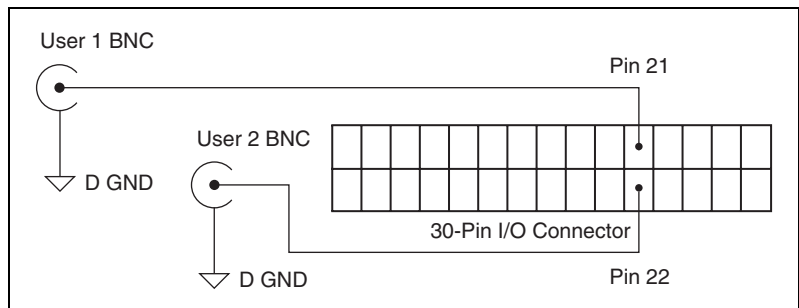 User 1 BNC
Pin 21
User 2 BNC
D GND
30-Pin I/O Connector
D GND
Pin 22